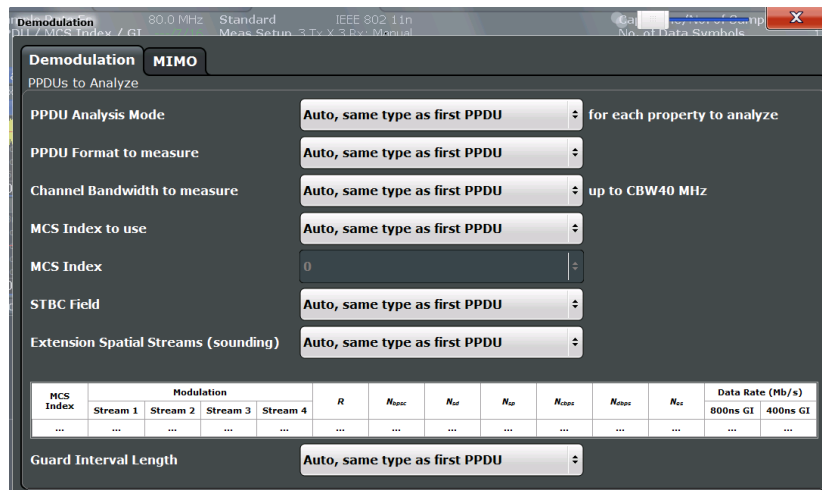 Demodulation 80.0 MHz Standard IEEE 802 11n
Meas Setup 3 Tx X 3 Rx: Manual No. of Data Symbols 1
Demodulation MIMO
PPDUs to Analyze
PPDU Analysis Mode Auto, same type as first PPDU for each property to analyze
PPDU Format to measure Auto, same type as first PPDU
Channel Bandwidth to measure Auto, same type as first PPDU up to CBW40 MHz
MCS Index to use Auto, same type as first PPDU
MCS Index 0
STBC Field Auto, same type as first PPDU
Extension Spatial Streams (sounding) Auto, same type as first PPDU
MCS Index Modulation R Nbpsc Nsd Nsp Ncbps Ndbps Nes Data Rate (Mb/s)
Stream 1 Stream 2 Stream 3 Stream 4 800ns GI 400ns GI
... ... ... ... ... ... ... ... ... ... ... ... ... ...
Guard Interval Length Auto, same type as first PPDU